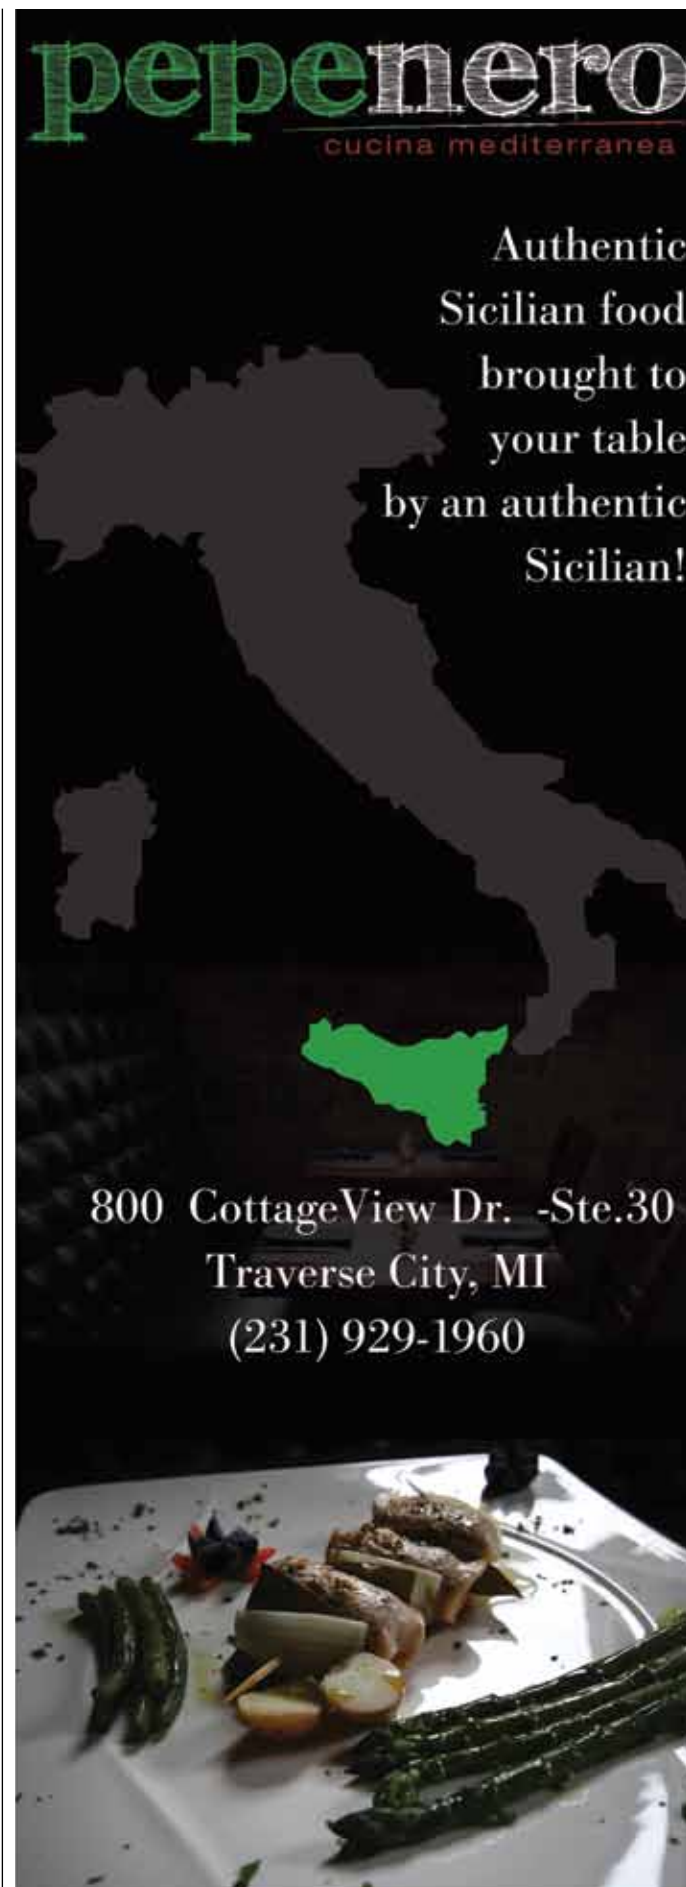 pepenero
cucina mediterranea
Authentic
Sicilian food
brought to
your table
by an authentic
Sicilian!
800 CottageView Dr. -Ste.30
Traverse City, MI
(231) 929-1960